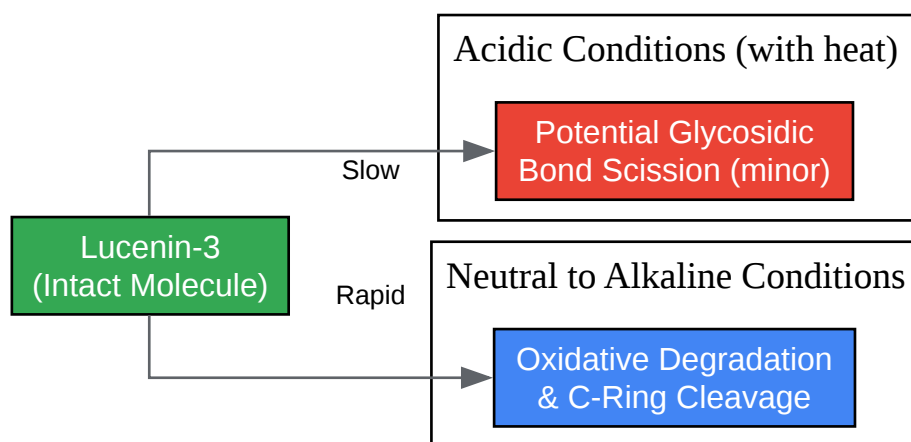 Acidic Conditions (with heat)
Potential Glycosidic
Bond Scission (minor)
Slow
Lucenin-3
(Intact Molecule)
Rapid
Neutral to Alkaline Conditions
Oxidative Degradation
& C-Ring Cleavage